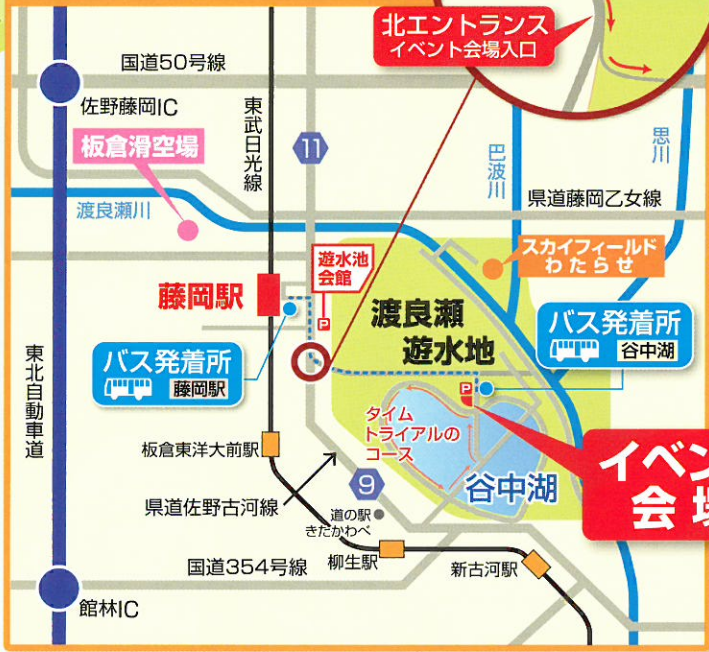 北エントランス
イベント会場入口
国道50号線
佐野藤岡IC
東武日光線
板倉滑空場
11
巴波川
思川
県道藤岡乙女線
渡良瀬川
スカイフィールド
わたらせ
遊水池
会館
P
藤岡駅
渡良瀬
遊水地
バス発着所
谷中湖
バス発着所
藤岡駅
P
東北自動車道
タイム
トライアルの
コース
イベン
会場
板倉東洋大前駅
谷中湖
9
県道佐野古河線
道の駅
きたかわべ
国道354号線
柳生駅
新古河駅
館林IC